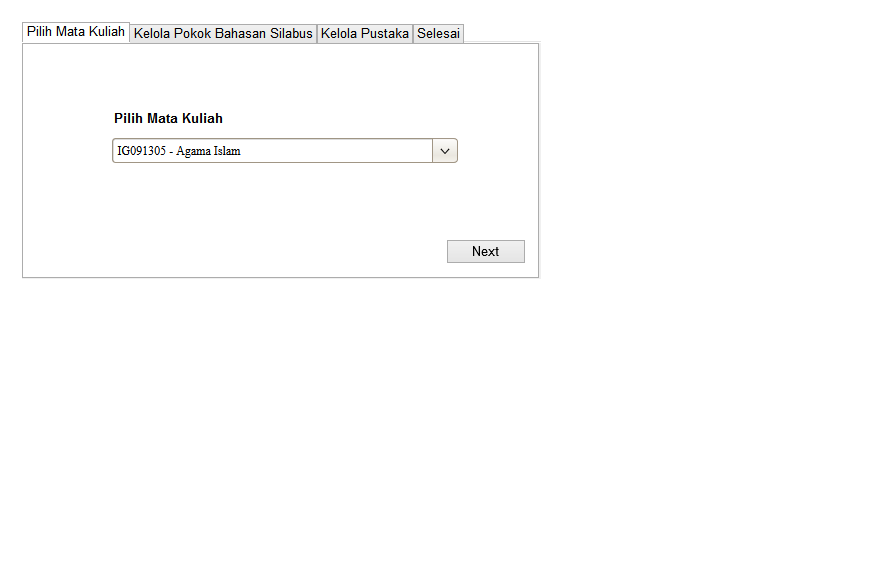 Pilih Mata Kuliah Kelola Pokok Bahasan Silabus Kelola Pustaka Selesai
Pilih Mata Kuliah
IG091305 - Agama Islam
Next